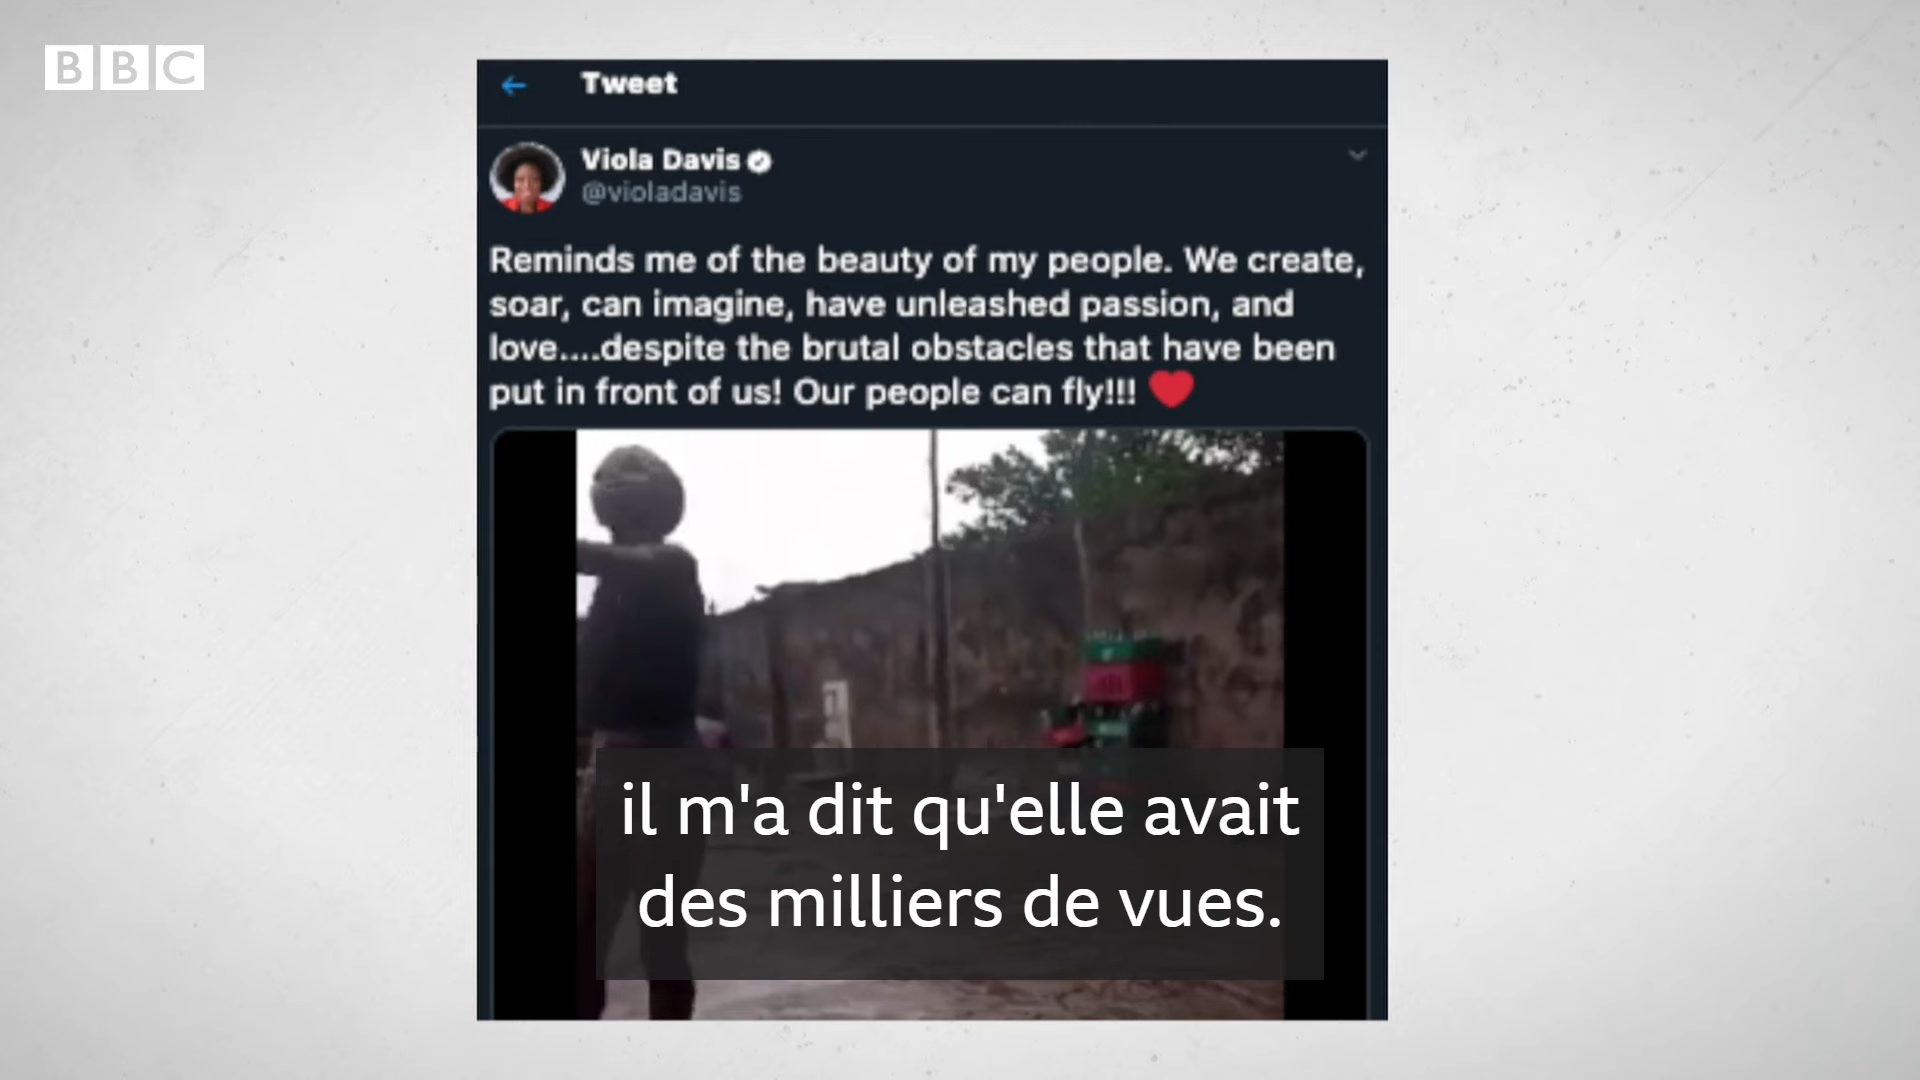 BBC
Tweet
Viola Davis
@violadavis
Reminds me of the beauty of my people. We create,
soar, can imagine, have unleashed passion, and
love....despite the brutal obstacles that have been
put in front of us! Our people can fly!!! ❤️
il m'a dit qu'elle avait
des milliers de vues.